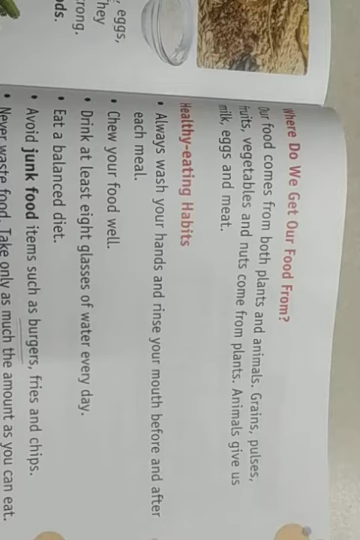 eggs,
They
rong.
ds.
Where Do We Get Our Food From?
Our food comes from both plants and animals. Grains, pulses,
fruits, vegetables and nuts come from plants. Animals give us
milk, eggs and meat.
Healthy-eating Habits
• Always wash your hands and rinse your mouth before and after
each meal.
• Chew your food well.
• Drink at least eight glasses of water every day.
• Eat a balanced diet.
• Avoid junk food items such as burgers, fries and chips.
• Never waste food. Take only as much the amount as you can eat.